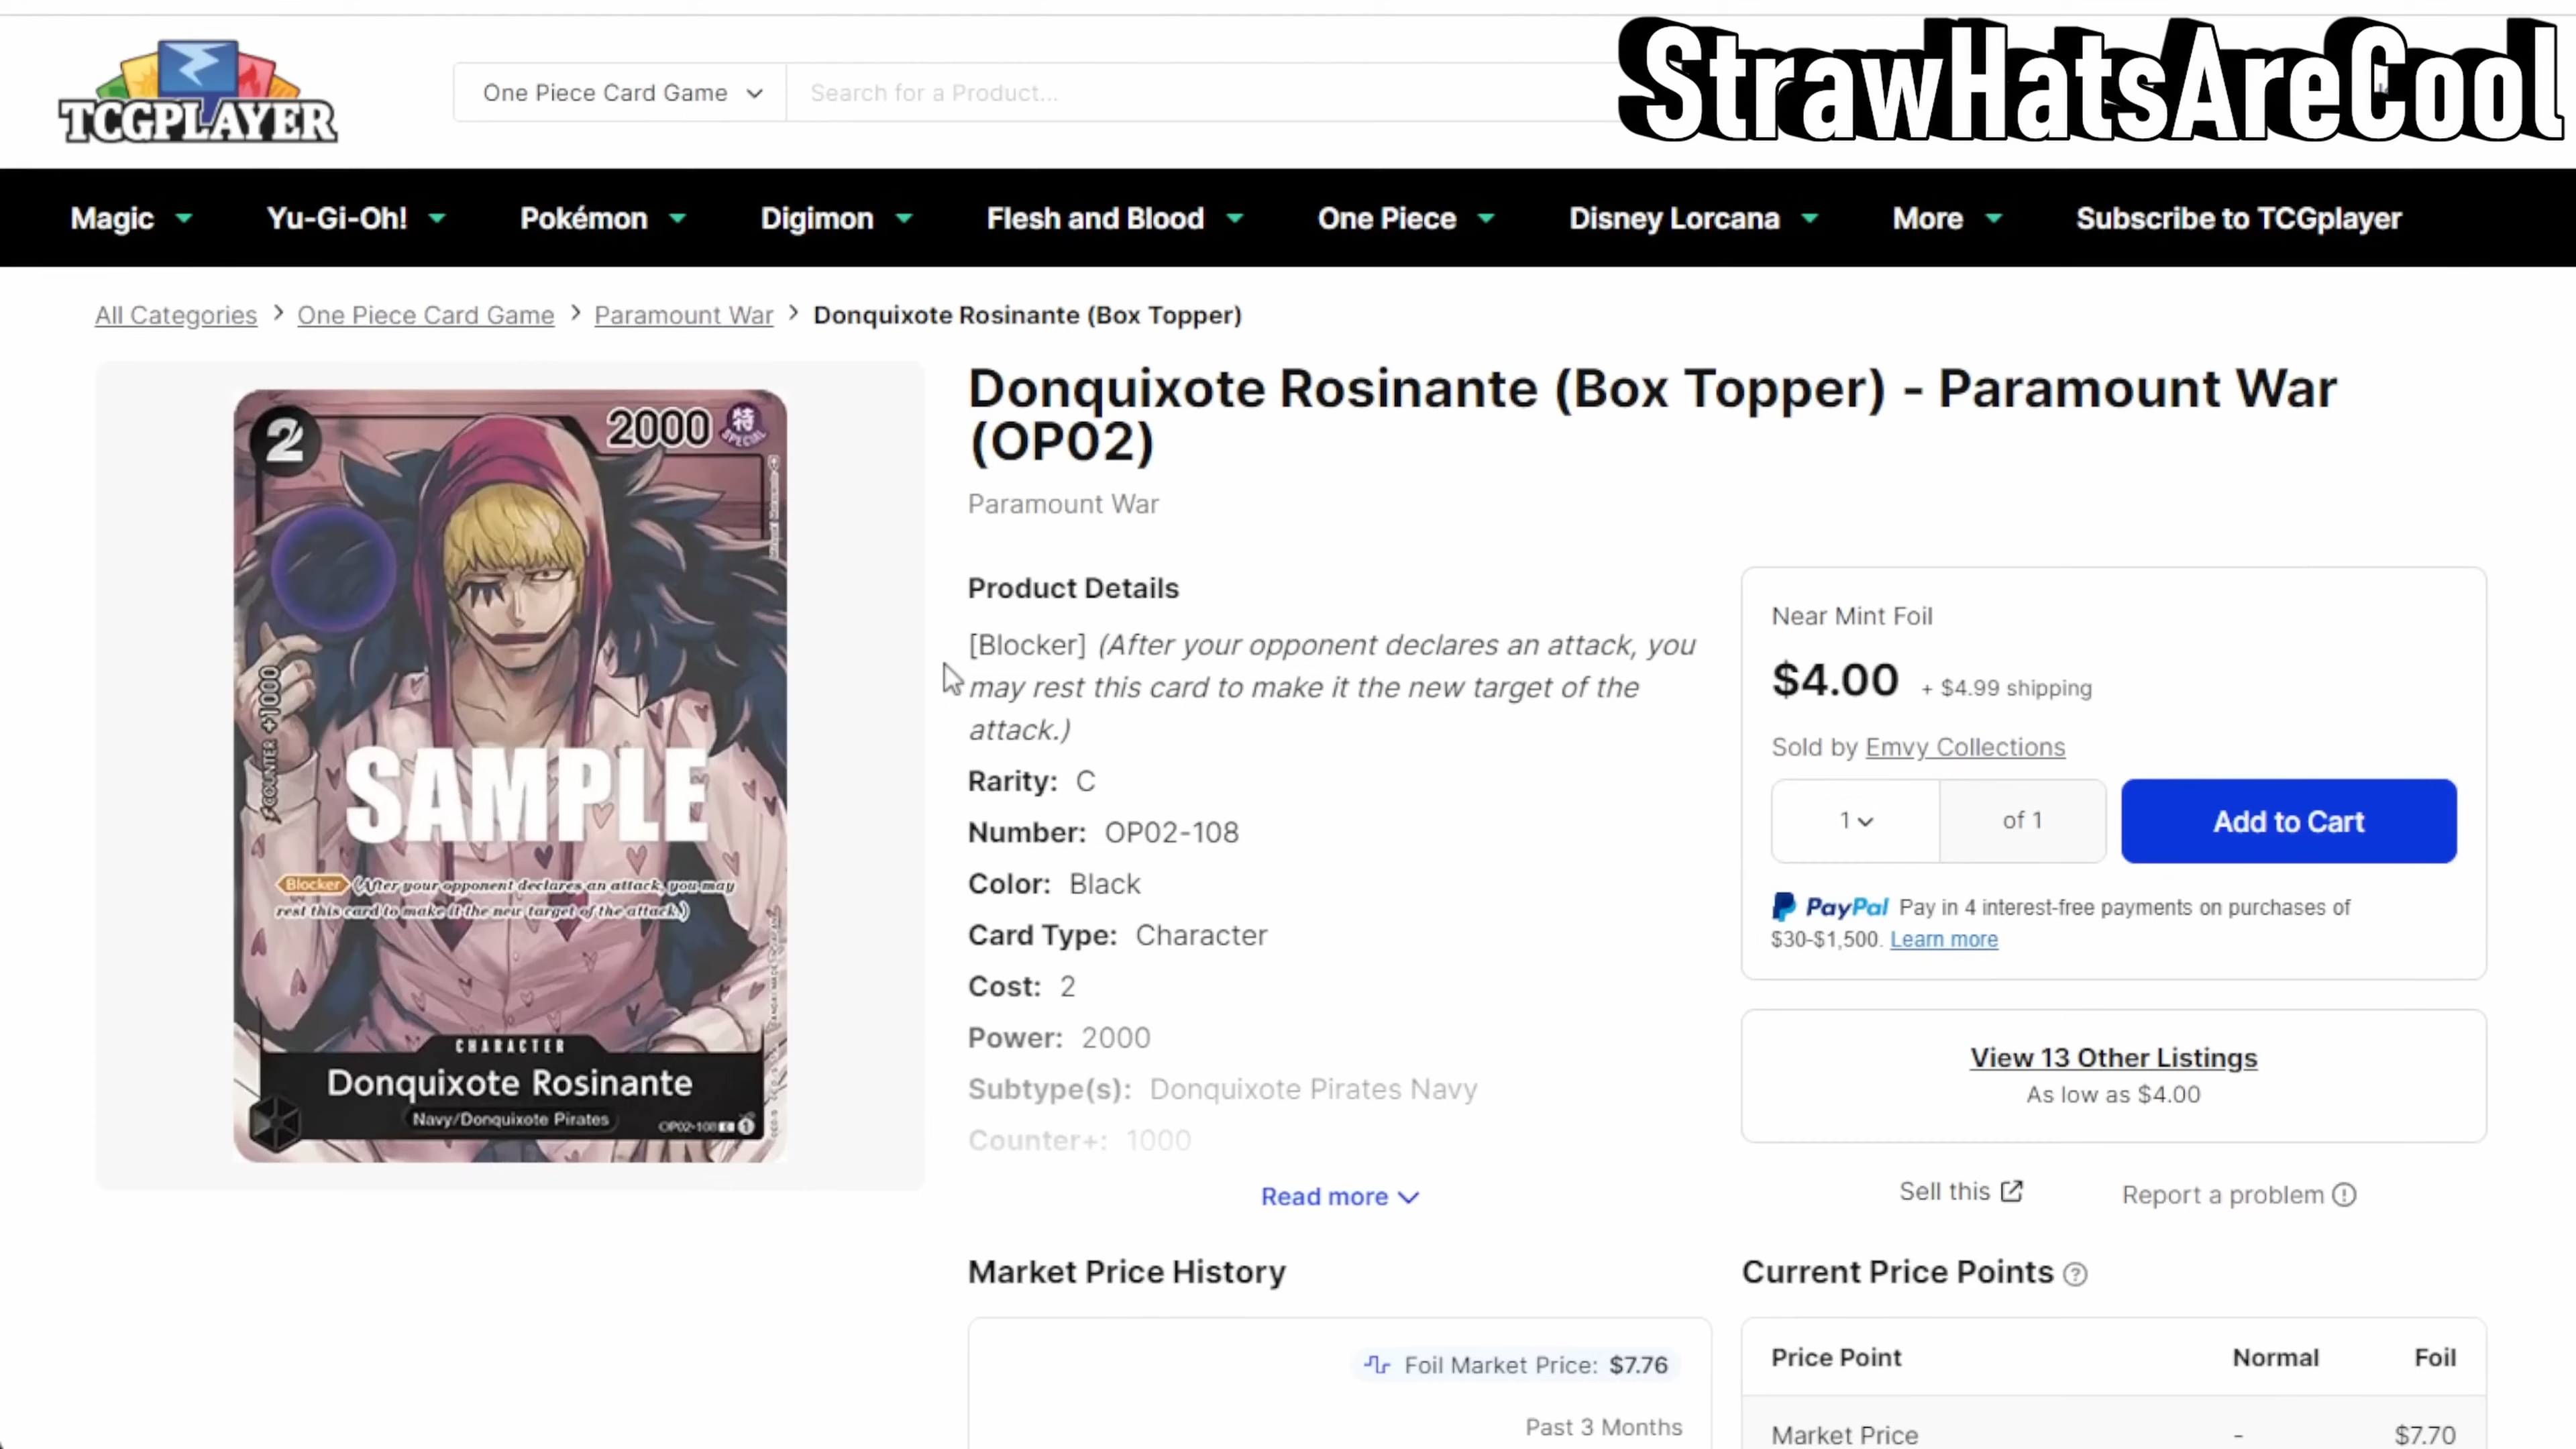 StrawHatsAreCool
TCGPLAYER
One Piece Card Game
Search for a Product...
Magic
Yu-Gi-Oh!
Pokémon
Digimon
Flesh and Blood
One Piece
Disney Lorcana
More
Subscribe to TCGplayer
All Categories > One Piece Card Game > Paramount War > Donquixote Rosinante (Box Topper)
2
2000
特
SPECIAL
COUNTER +1000
SAMPLE
Blocker (After your opponent declares an attack, you may
rest this card to make it the new target of the attack.)
CHARACTER
Donquixote Rosinante
Navy/Donquixote Pirates
OP02-108 C 1
Donquixote Rosinante (Box Topper) - Paramount War
(OP02)
Paramount War
Product Details
[Blocker] (After your opponent declares an attack, you
may rest this card to make it the new target of the
attack.)
Rarity: C
Number: OP02-108
Color: Black
Card Type: Character
Cost: 2
Power: 2000
Subtype(s): Donquixote Pirates Navy
Counter+: 1000
Read more
Near Mint Foil
$4.00 + $4.99 shipping
Sold by Emvy Collections
1 of 1
Add to Cart
PayPal Pay in 4 interest-free payments on purchases of
$30-$1,500. Learn more
View 13 Other Listings
As low as $4.00
Sell this
Report a problem
Market Price History
Foil Market Price: $7.76
Past 3 Months
Current Price Points
Price Point Normal Foil
Market Price - $7.70